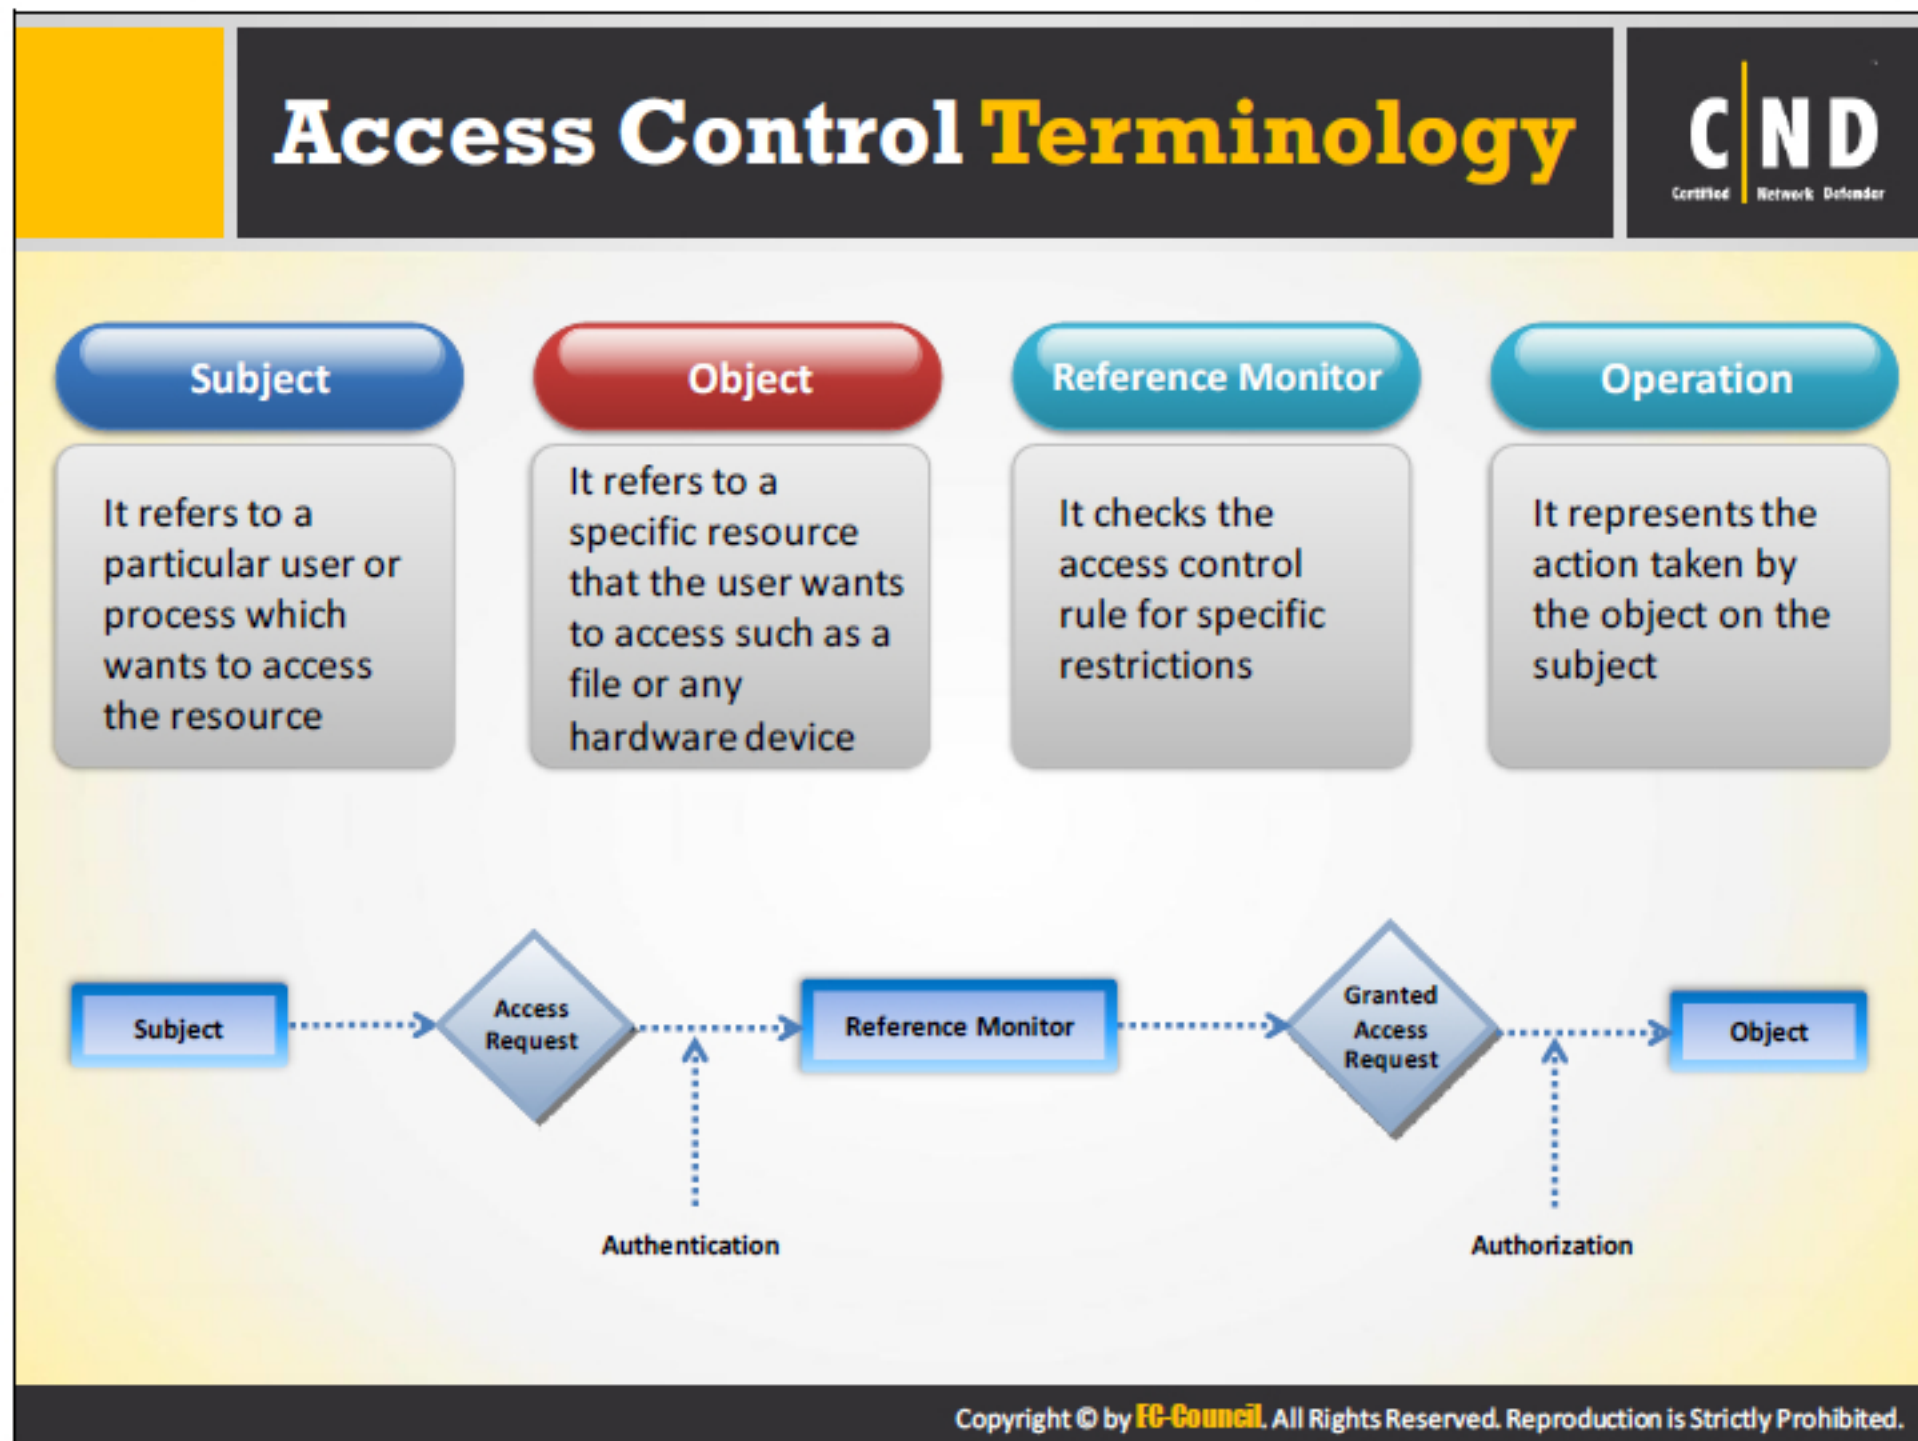 Access Control Terminology
C|ND
Certified Network Defender
Subject
It refers to a
particular user or
process which
wants to access
the resource
Object
It refers to a
specific resource
that the user wants
to access such as a
file or any
hardware device
Reference Monitor
It checks the
access control
rule for specific
restrictions
Operation
It represents the
action taken by
the object on the
subject
Subject
Access
Request
Reference Monitor
Granted
Access
Request
Object
Authentication
Authorization
Copyright © by EC-Council. All Rights Reserved. Reproduction is Strictly Prohibited.